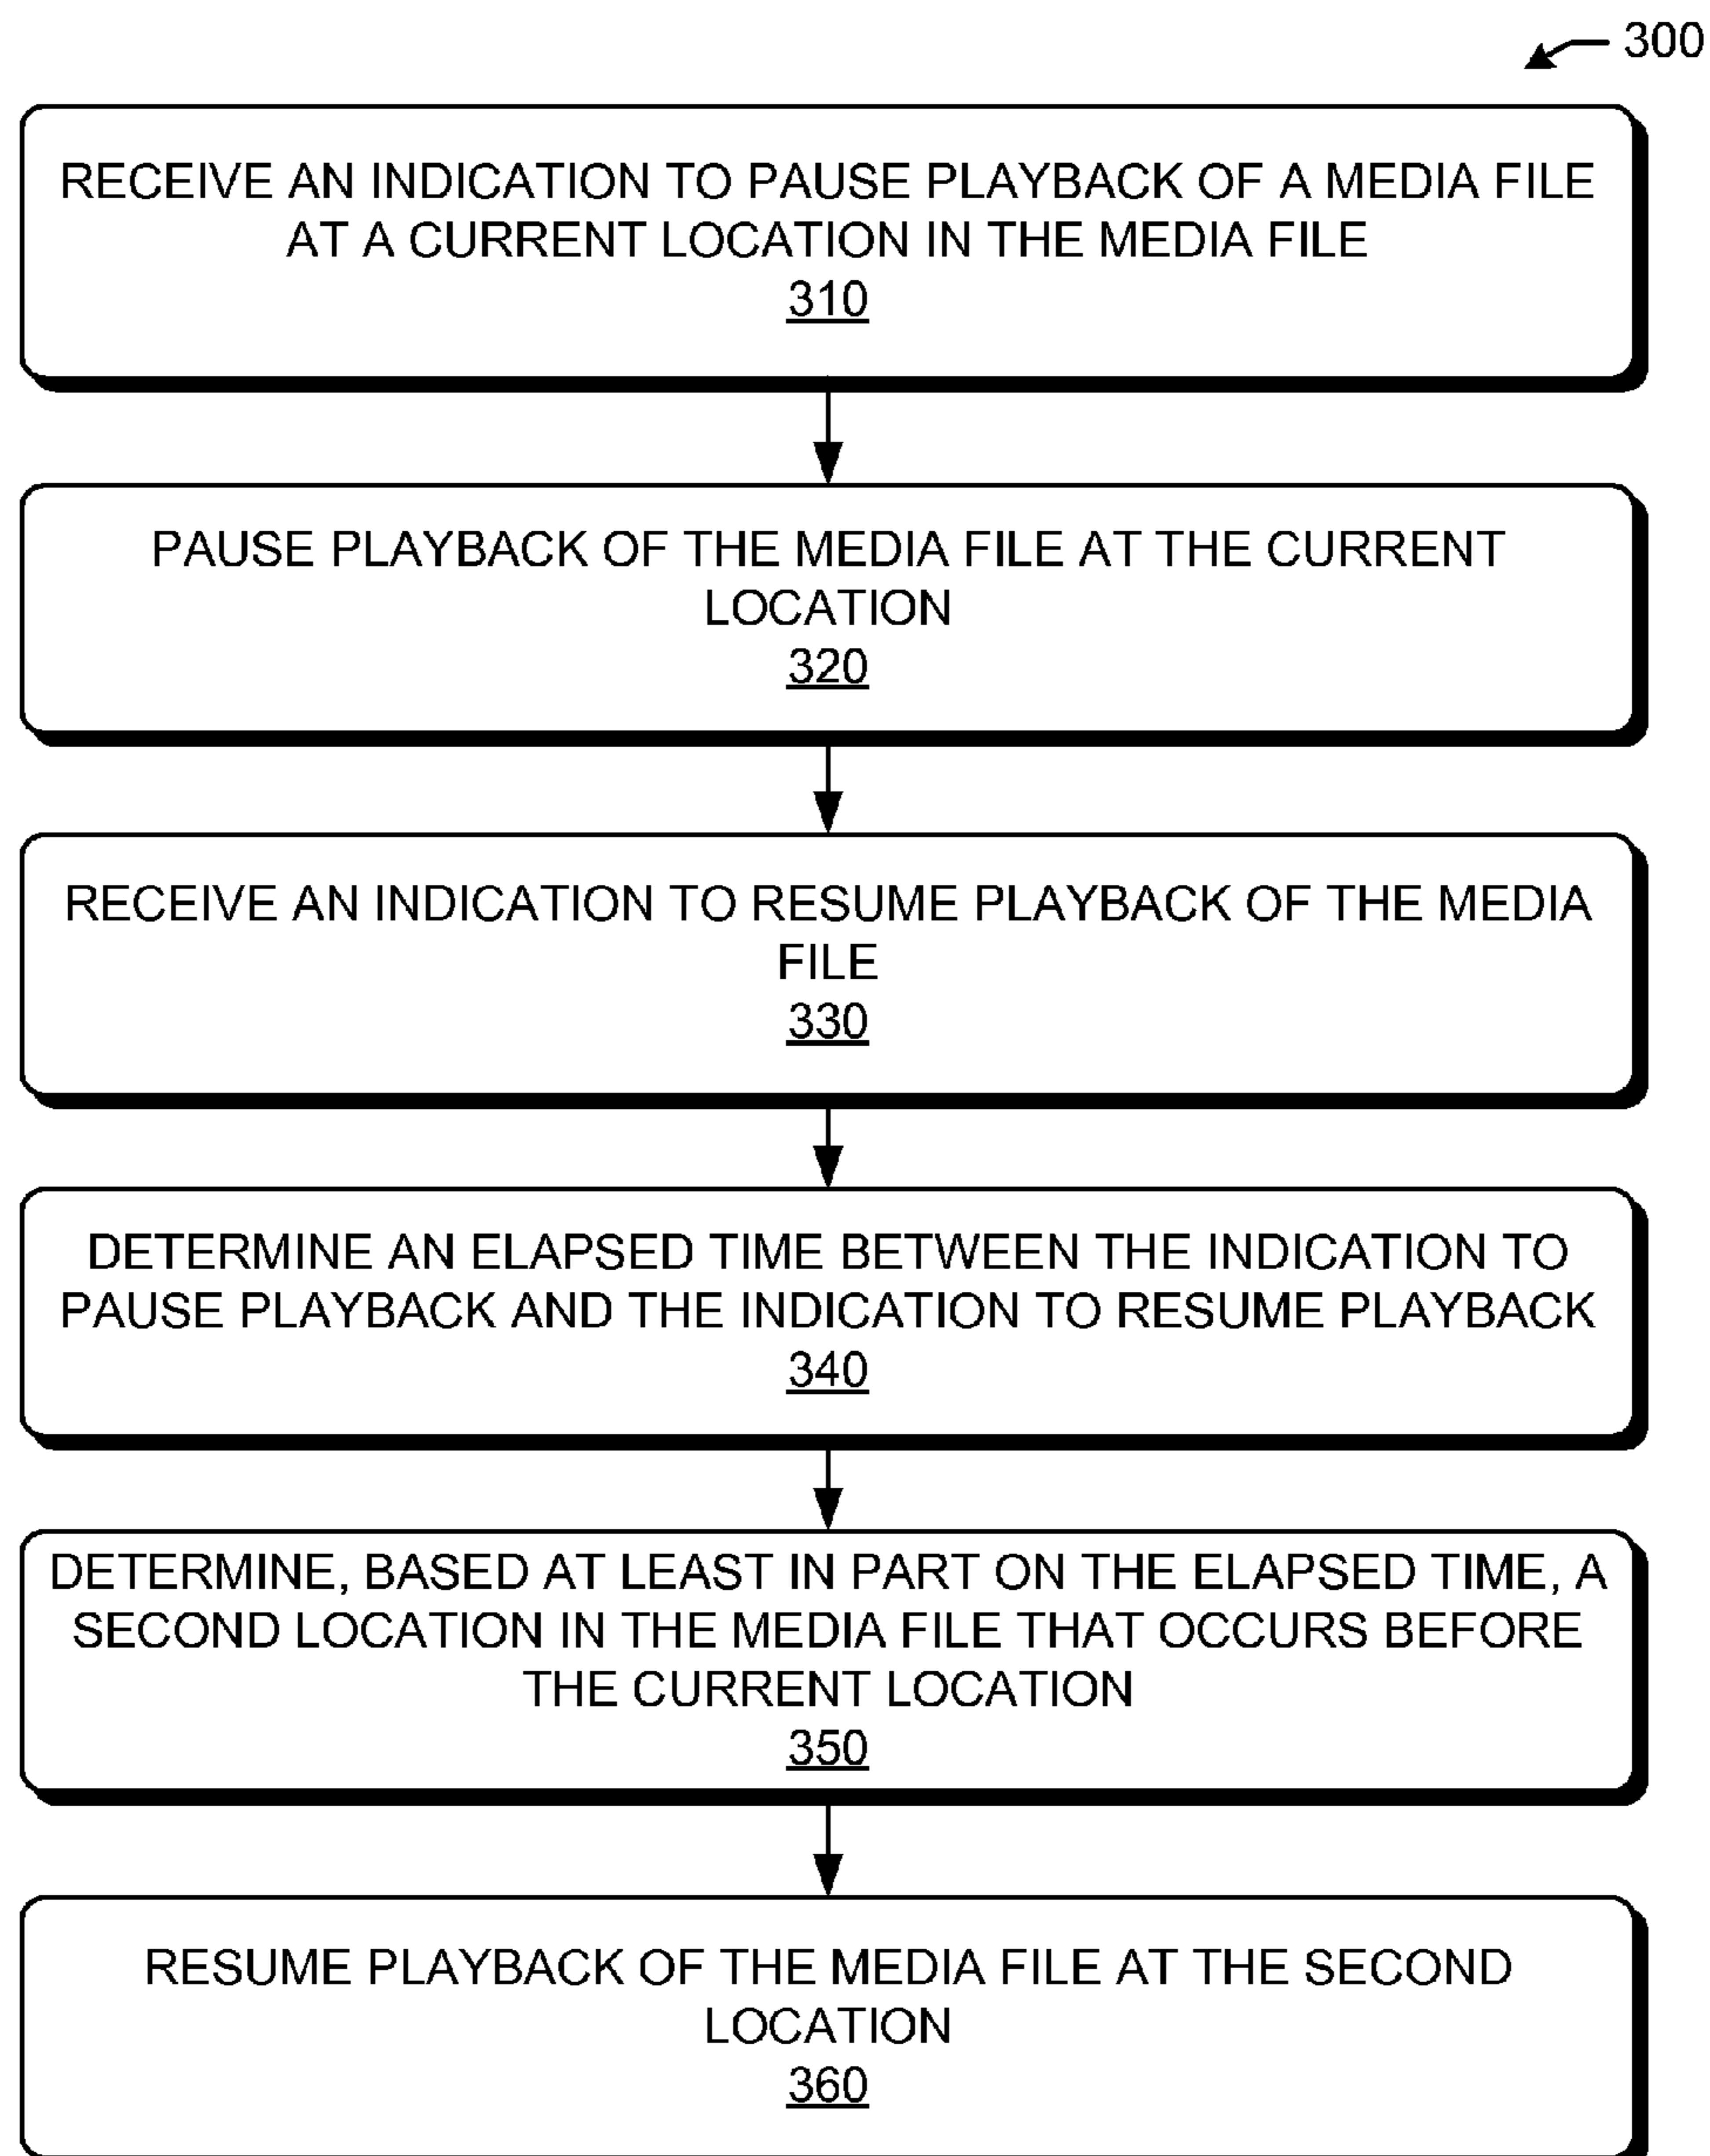 300
RECEIVE AN INDICATION TO PAUSE PLAYBACK OF A MEDIA FILE
AT A CURRENT LOCATION IN THE MEDIA FILE
310
PAUSE PLAYBACK OF THE MEDIA FILE AT THE CURRENT
LOCATION
320
RECEIVE AN INDICATION TO RESUME PLAYBACK OF THE MEDIA
FILE
330
DETERMINE AN ELAPSED TIME BETWEEN THE INDICATION TO
PAUSE PLAYBACK AND THE INDICATION TO RESUME PLAYBACK
340
DETERMINE, BASED AT LEAST IN PART ON THE ELAPSED TIME, A
SECOND LOCATION IN THE MEDIA FILE THAT OCCURS BEFORE
THE CURRENT LOCATION
350
RESUME PLAYBACK OF THE MEDIA FILE AT THE SECOND
LOCATION
360